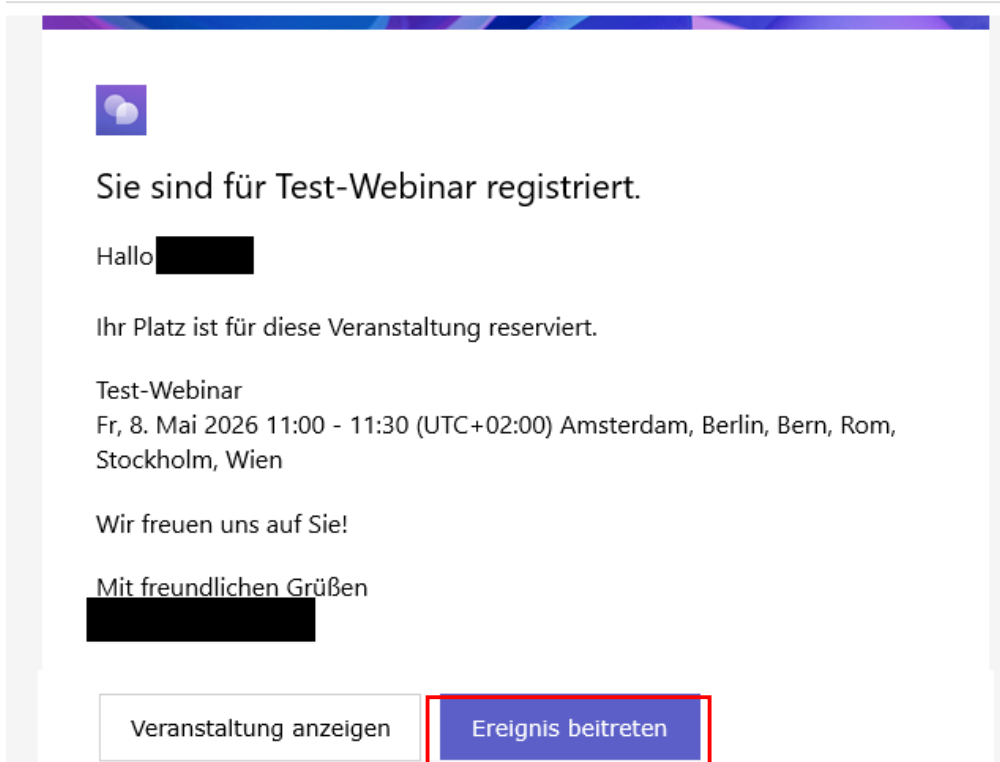 Sie sind für Test-Webinar registriert.
Hallo
Ihr Platz ist für diese Veranstaltung reserviert.
Test-Webinar
Fr, 8. Mai 2026 11:00 - 11:30 (UTC+02:00) Amsterdam, Berlin, Bern, Rom,
Stockholm, Wien
Wir freuen uns auf Sie!
Mit freundlichen Grüßen
Veranstaltung anzeigen
Ereignis beitreten